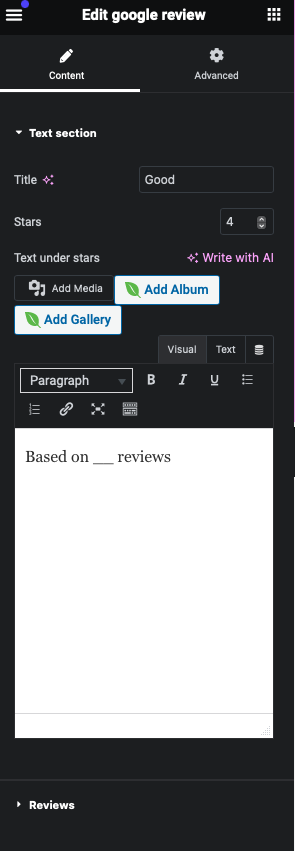 Edit google review
Content
Advanced
Text section
Title
Good
Stars
4
Text under stars
Write with AI
Add Media
Add Album
Add Gallery
Visual
Text
Paragraph
B
I
U
Based on ___ reviews
Reviews